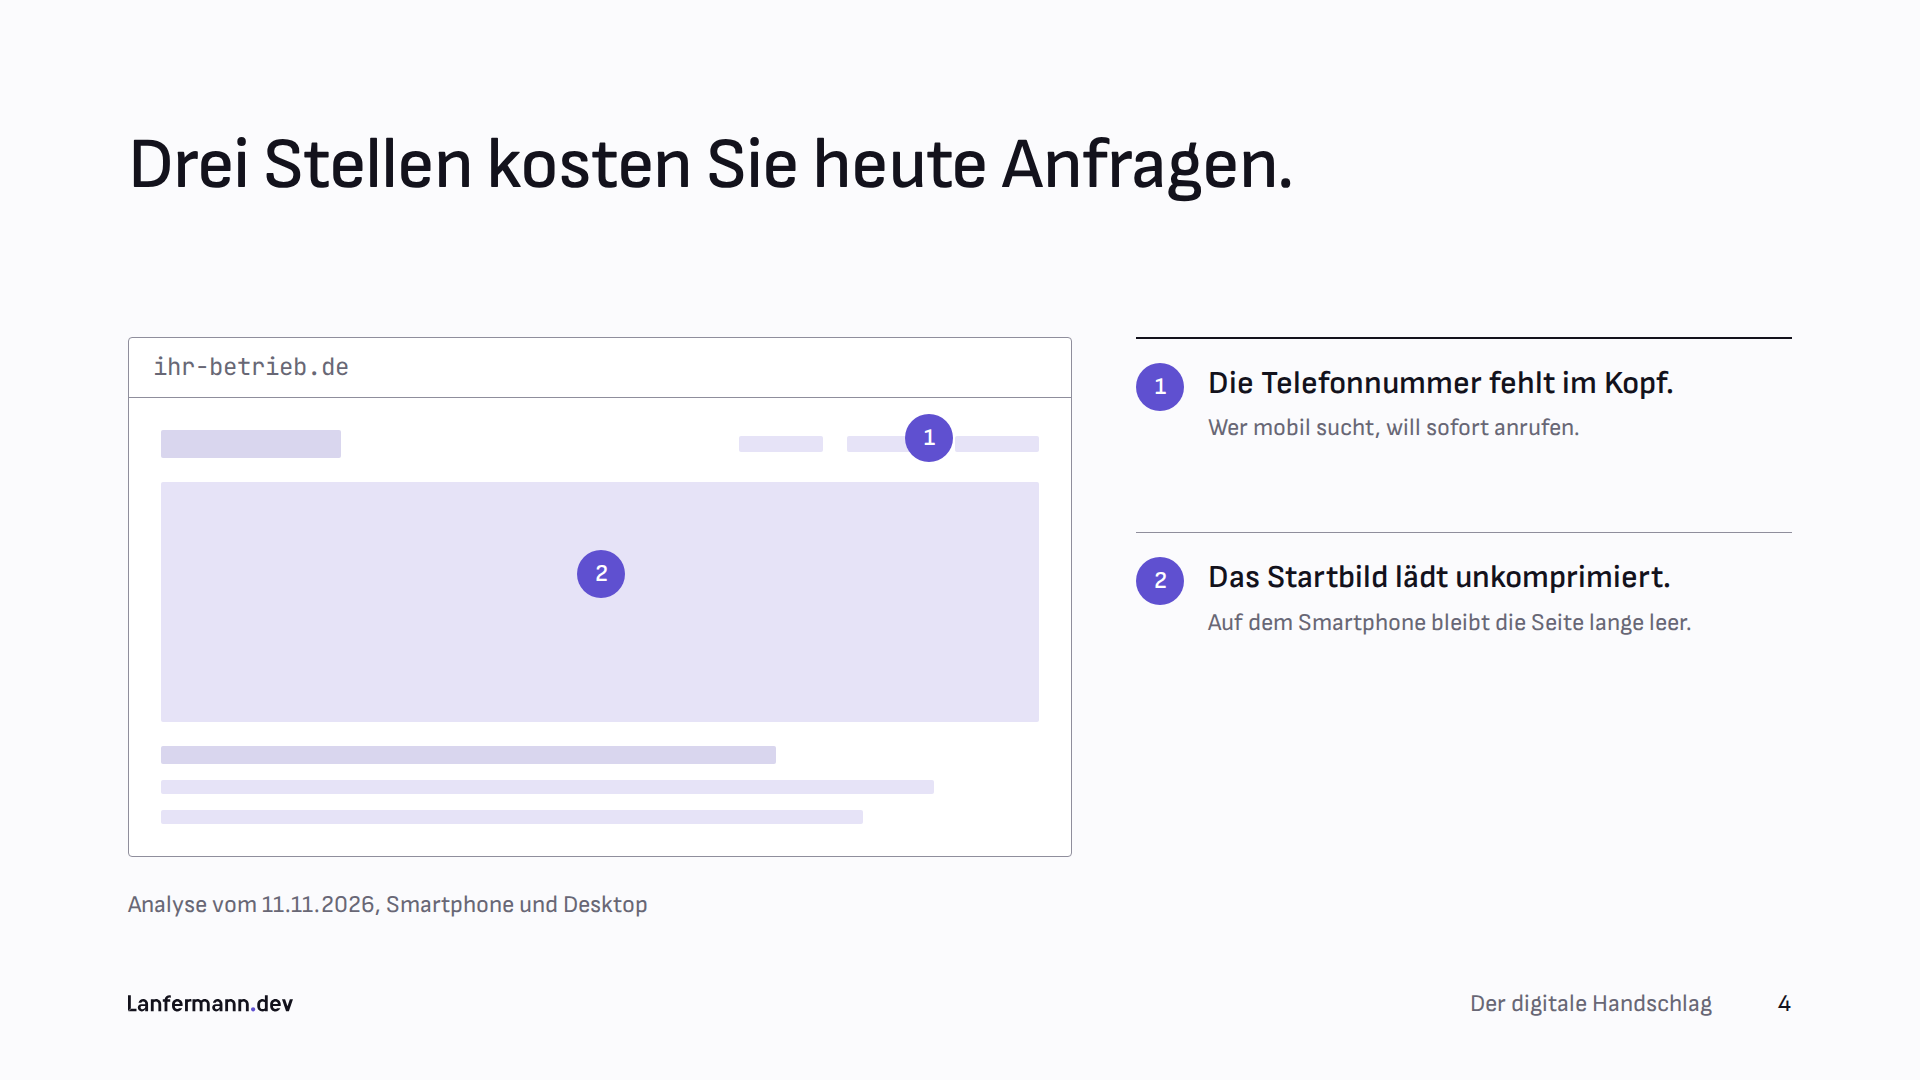 Drei Stellen kosten Sie heute Anfragen.
ihr-betrieb.de
1
2
Analyse vom 11.11.2026, Smartphone und Desktop
1
Die Telefonnummer fehlt im Kopf.
Wer mobil sucht, will sofort anrufen.
2
Das Startbild lädt unkomprimiert.
Auf dem Smartphone bleibt die Seite lange leer.
Lanfermann.dev
Der digitale Handschlag
4